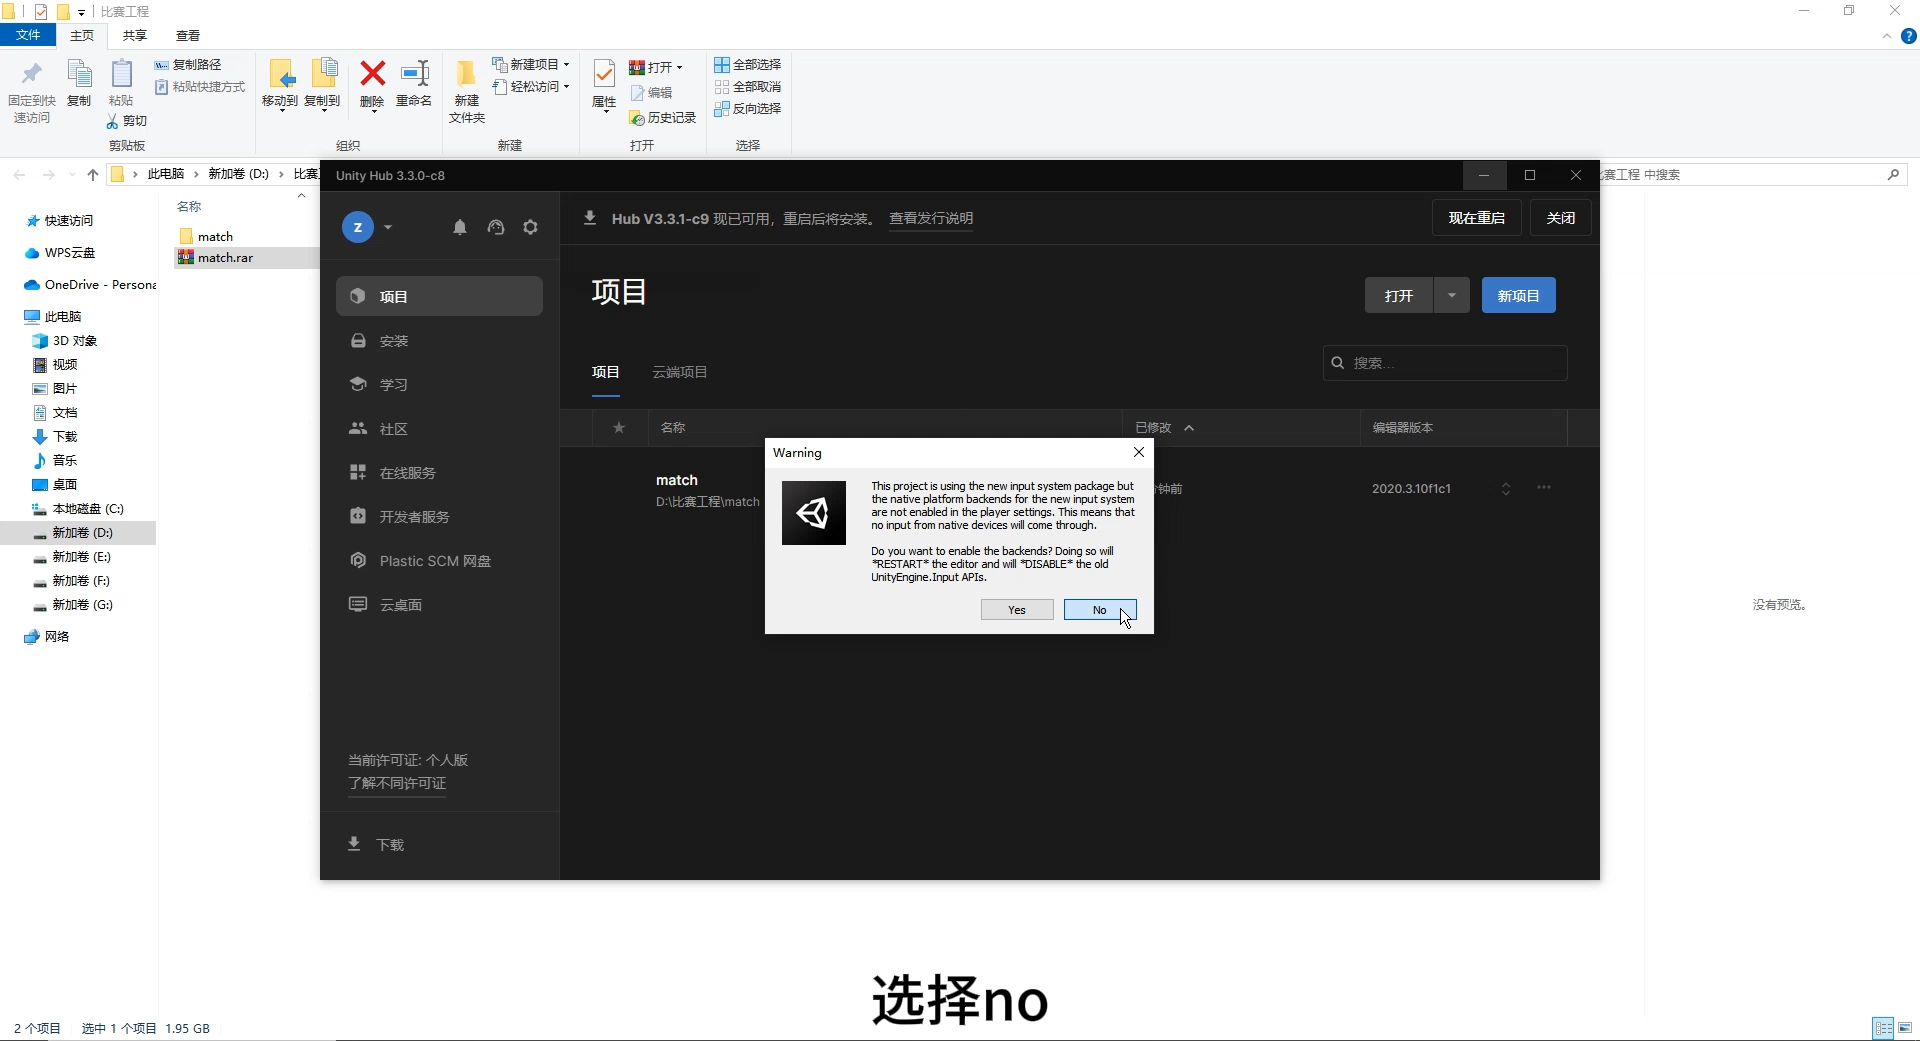 比赛工程
文件
主页
共享
查看
固定到快
速访问
复制
粘贴
复制路径
粘贴快捷方式
剪切
剪贴板
移动到
复制到
删除
重命名
组织
新建
文件夹
新建项目
轻松访问
新建
属性
打开
编辑
历史记录
打开
全部选择
全部取消
反向选择
选择
此电脑 › 新加卷 (D:) › 比赛
赛工程 中搜索
快速访问
WPS云盘
OneDrive - Persona
此电脑
3D 对象
视频
图片
文档
下载
音乐
桌面
本地磁盘 (C:)
新加卷 (D:)
新加卷 (E:)
新加卷 (F:)
新加卷 (G:)
网络
名称
match
match.rar
Unity Hub 3.3.0-c8
Z
项目
安装
学习
社区
在线服务
开发者服务
Plastic SCM 网盘
云桌面
当前许可证: 个人版
了解不同许可证
下载
Hub V3.3.1-c9 现已可用，重启后将安装。 查看发行说明
现在重启
关闭
项目
打开
新项目
项目
云端项目
搜索...
名称
已修改
编辑器版本
match
D:\比赛工程\match
钟前
2020.3.10f1c1
Warning
This project is using the new input system package but
the native platform backends for the new input system
are not enabled in the player settings. This means that
no input from native devices will come through.
Do you want to enable the backends? Doing so will
*RESTART* the editor and will *DISABLE* the old
UnityEngine.Input APIs.
Yes
No
没有预览。
选择no
2 个项目
选中 1 个项目 1.95 GB